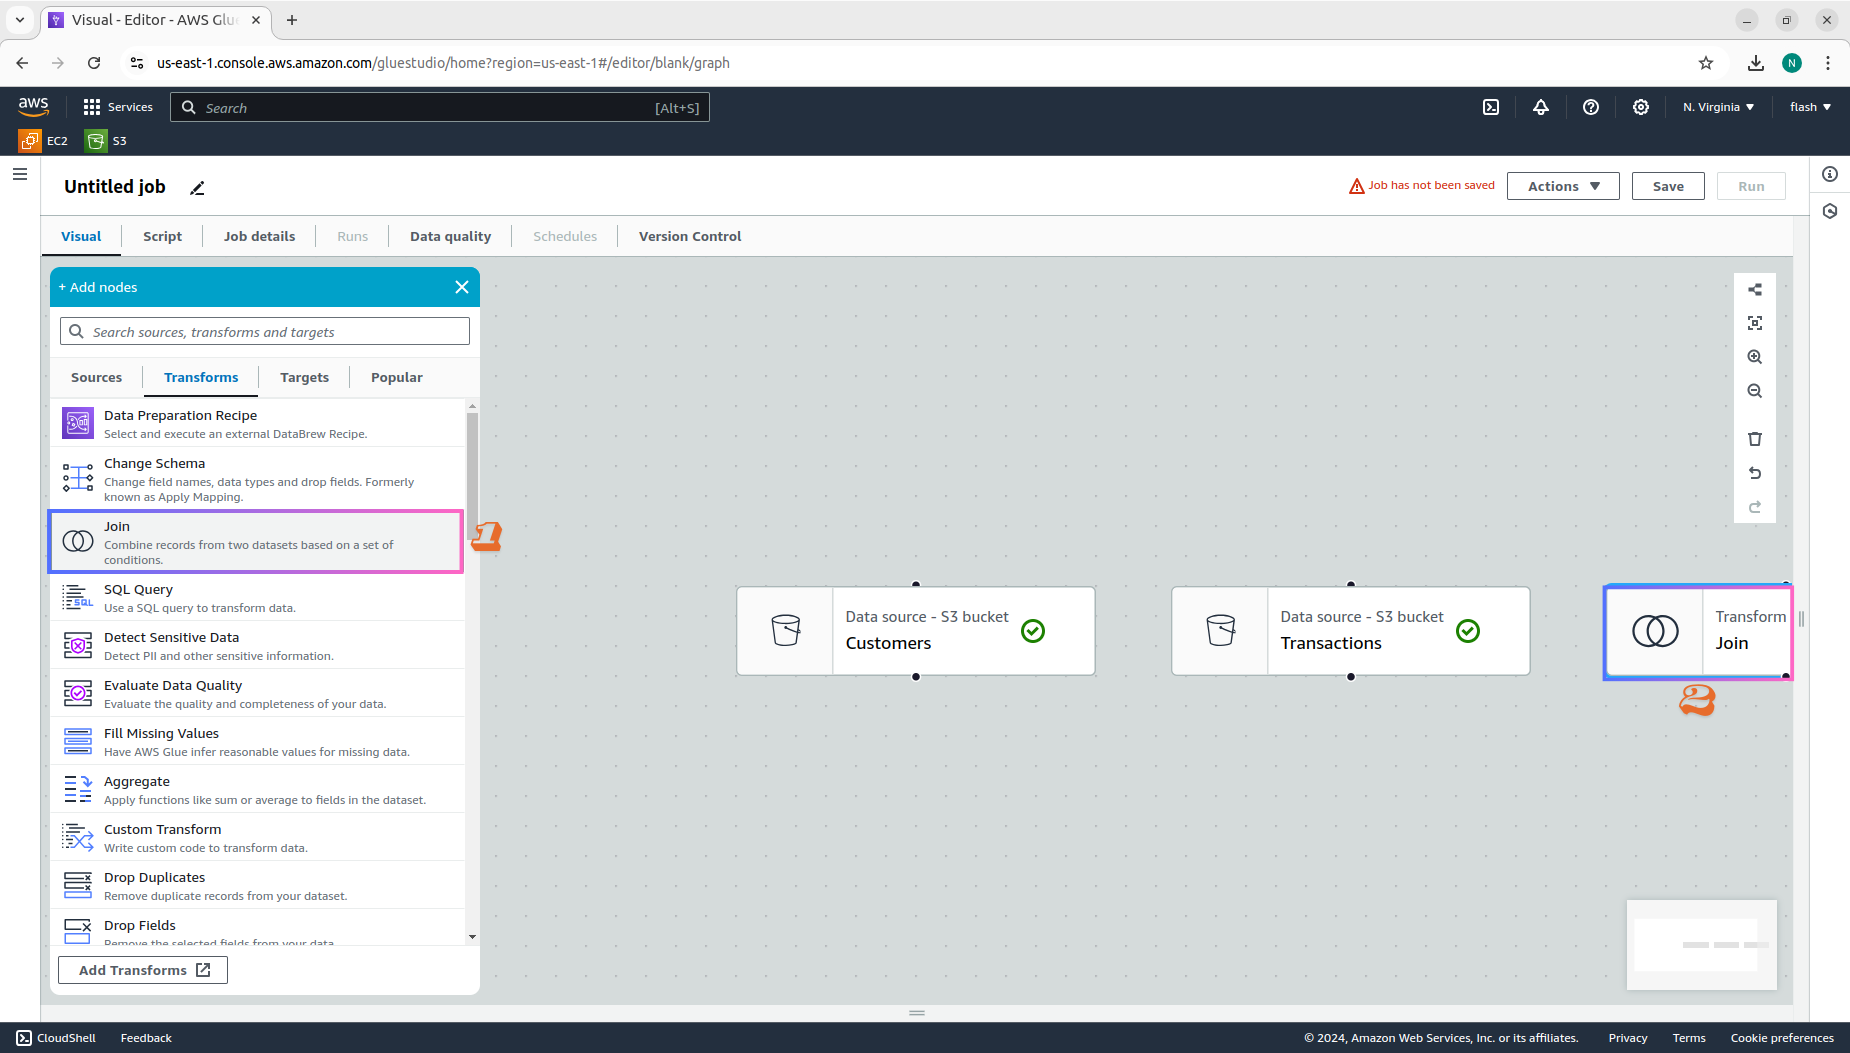 Visual - Editor - AWS Glue
us-east-1.console.aws.amazon.com/gluestudio/home?region=us-east-1#/editor/blank/graph
N
aws
Services
Search
[Alt+S]
N. Virginia
flash
EC2
S3
Untitled job
Job has not been saved
Actions
Save
Run
Visual
Script
Job details
Runs
Data quality
Schedules
Version Control
+ Add nodes
Search sources, transforms and targets
Sources
Transforms
Targets
Popular
Data Preparation Recipe
Select and execute an external DataBrew Recipe.
Change Schema
Change field names, data types and drop fields. Formerly
known as Apply Mapping.
Join
Combine records from two datasets based on a set of
conditions.
1
SQL
SQL Query
Use a SQL query to transform data.
Detect Sensitive Data
Detect PII and other sensitive information.
Evaluate Data Quality
Evaluate the quality and completeness of your data.
Fill Missing Values
Have AWS Glue infer reasonable values for missing data.
Aggregate
Apply functions like sum or average to fields in the dataset.
Custom Transform
Write custom code to transform data.
Drop Duplicates
Remove duplicate records from your dataset.
Drop Fields
Remove the selected fields from your data
Add Transforms
Data source - S3 bucket
Customers
Data source - S3 bucket
Transactions
Transform
Join
2
CloudShell
Feedback
© 2024, Amazon Web Services, Inc. or its affiliates.
Privacy
Terms
Cookie preferences